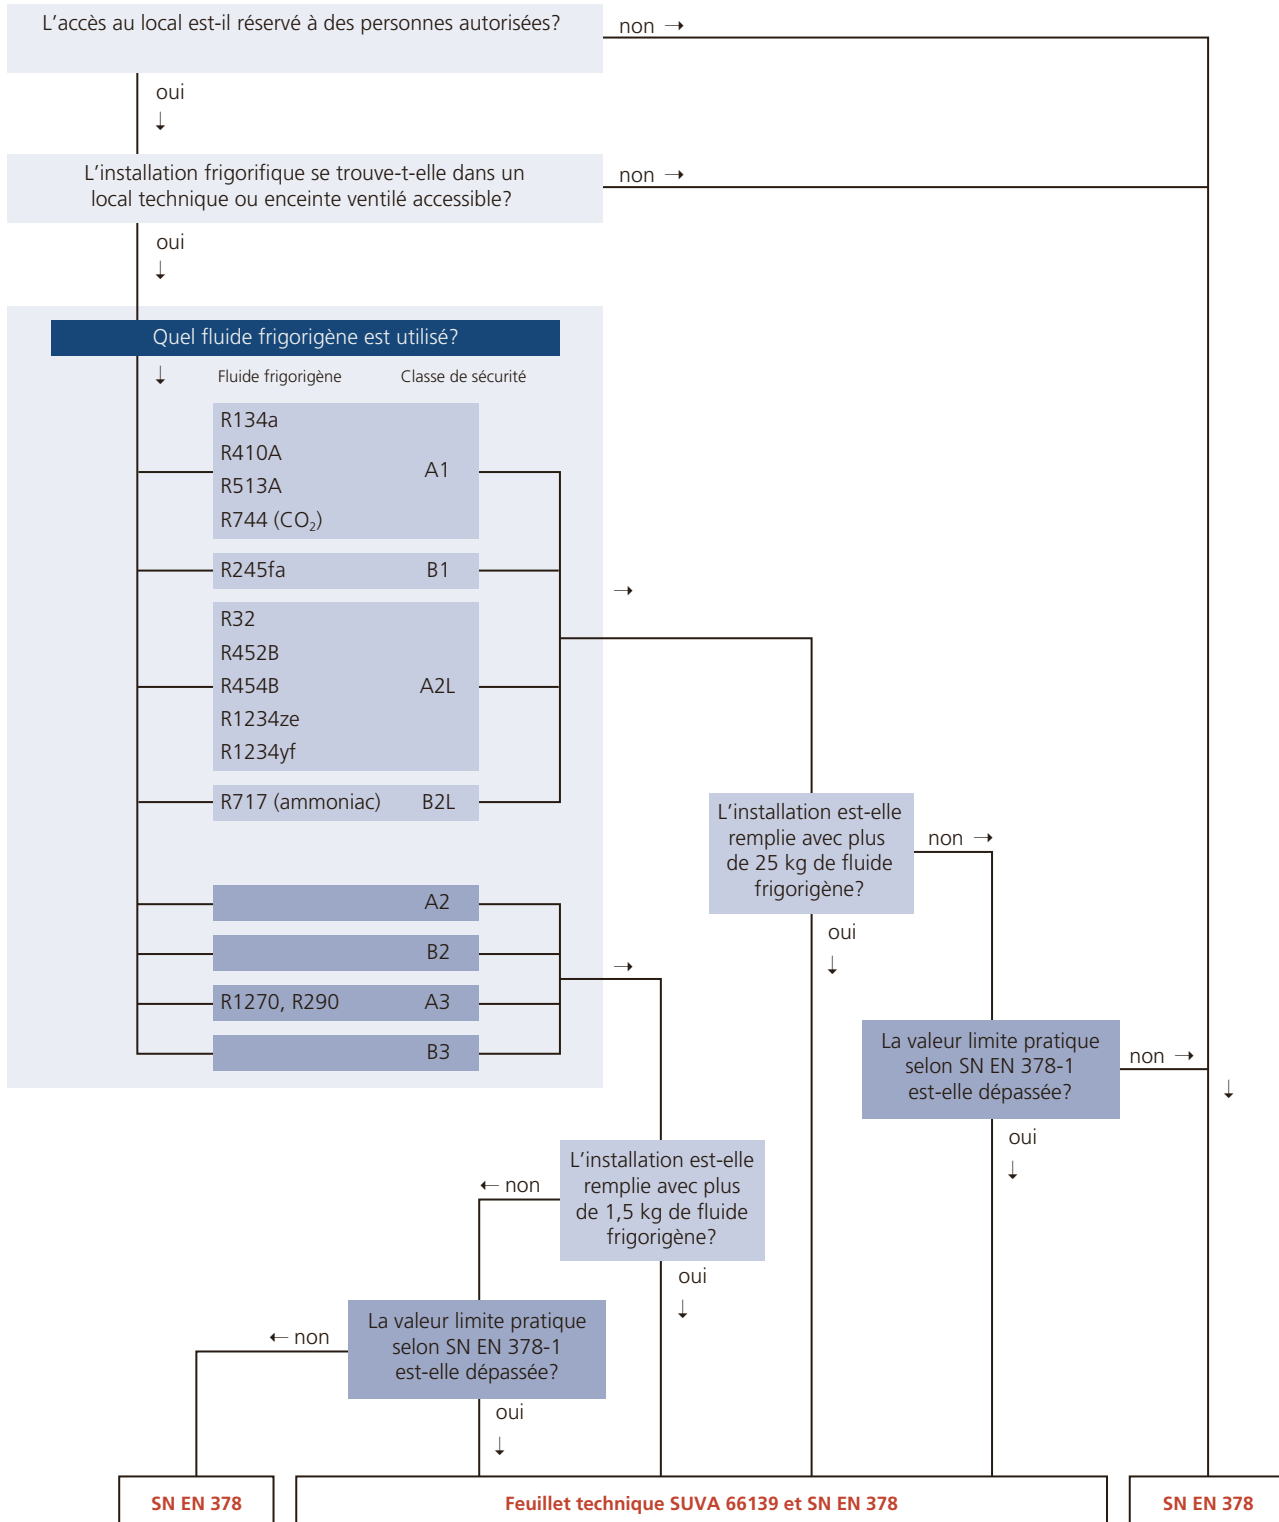 L'accès au local est-il réservé à des personnes autorisées?
non →
oui
↓
L'installation frigorifique se trouve-t-elle dans un
local technique ou enceinte ventilé accessible?
non →
oui
↓
Quel fluide frigorigène est utilisé?
↓ Fluide frigorigène Classe de sécurité
R134a
R410A
A1
R513A
R744 (CO₂)
R245fa B1
→
R32
R452B
R454B A2L
R1234ze
R1234yf
R717 (ammoniac) B2L
L'installation est-elle
remplie avec plus
de 25 kg de fluide
frigorigène?
non →
oui
↓
A2
B2
→
R1270, R290 A3
B3
La valeur limite pratique
selon SN EN 378-1
est-elle dépassée?
non →
↓
oui
↓
L'installation est-elle
remplie avec plus
de 1,5 kg de fluide
frigorigène?
← non
oui
↓
La valeur limite pratique
selon SN EN 378-1
est-elle dépassée?
← non
oui
↓
SN EN 378
Feuillet technique SUVA 66139 et SN EN 378
SN EN 378